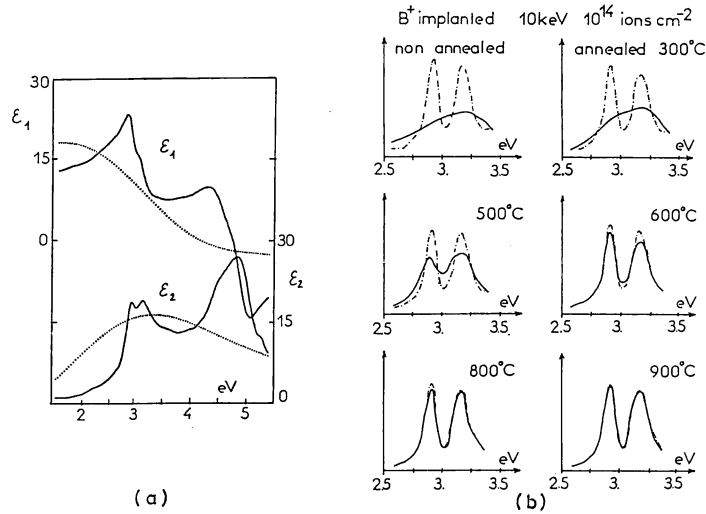 30
ε1
15
0
ε1
30
ε2
ε2
15
eV
0
2 3 4 5
(a)
B+ implanted 10keV 10^14 ions cm-2
non annealed
eV
2.5 3. 3.5
annealed 300°C
eV
2.5 3. 3.5
500°C
eV
2.5 3. 3.5
600°C
eV
2.5 3. 3.5
800°C
eV
2.5 3. 3.5
900°C
eV
2.5 3. 3.5
(b)